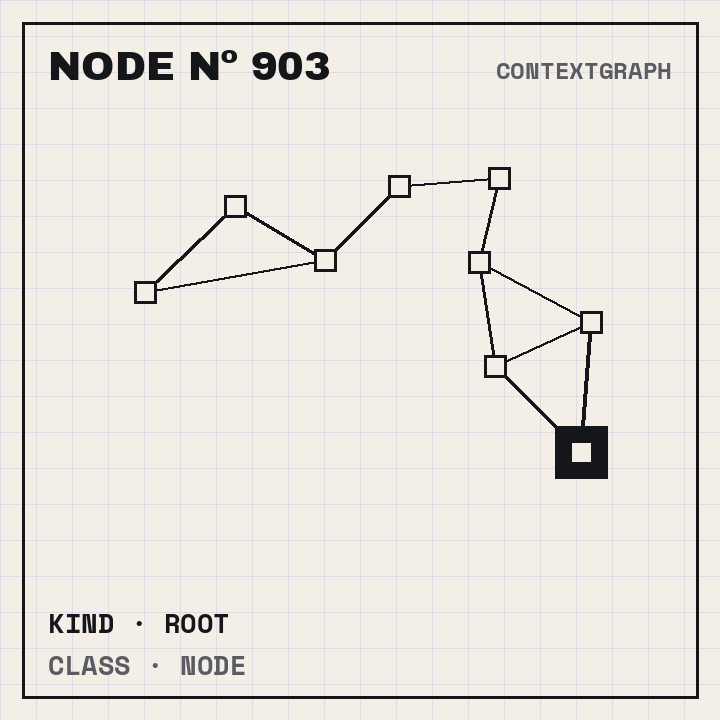 NODE Nº 903
CONTEXTGRAPH
KIND · ROOT
CLASS · NODE